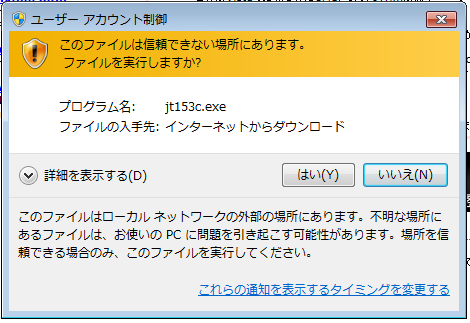 ユーザー アカウント制御
このファイルは信頼できない場所にあります。
ファイルを実行しますか?
プログラム名: jt153c.exe
ファイルの入手先: インターネットからダウンロード
詳細を表示する(D) はい(Y) いいえ(N)
このファイルはローカル ネットワークの外部の場所にあります。不明な場所に
あるファイルは、お使いの PC に問題を引き起こす可能性があります。場所を信
頼できる場合のみ、このファイルを実行してください。
これらの通知を表示するタイミングを変更する